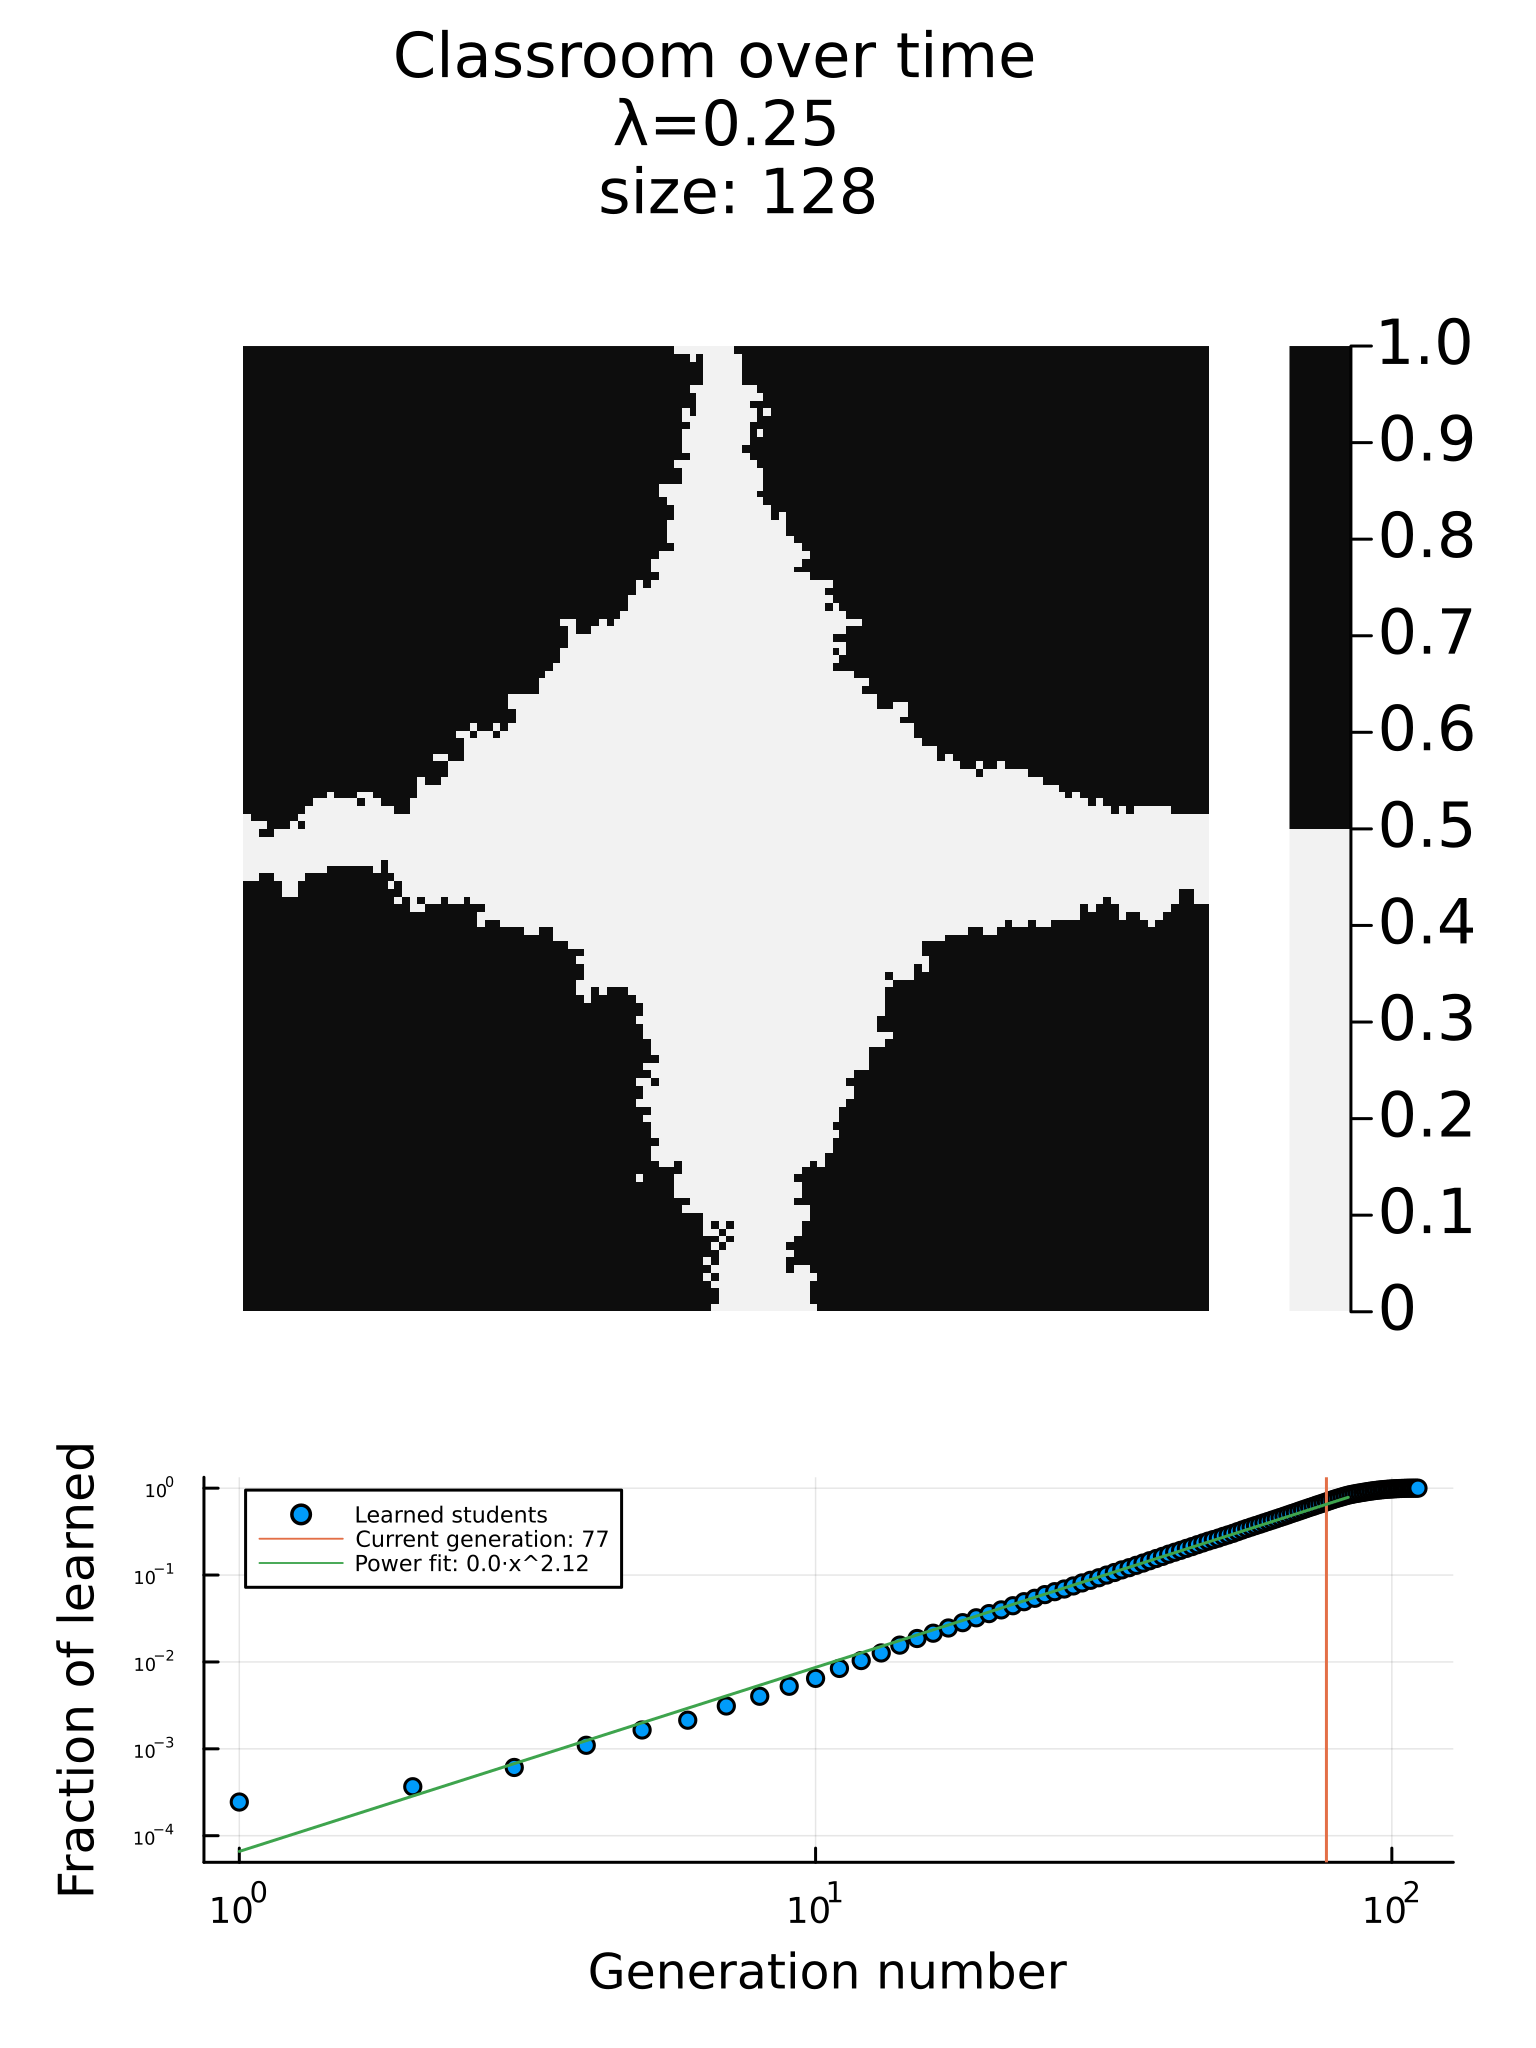 Classroom over time
λ=0.25
size: 128
1.0
0.9
0.8
0.7
0.6
0.5
0.4
0.3
0.2
0.1
0
Fraction of learned
10^0
10^-1
10^-2
10^-3
10^-4
Learned students
Current generation: 77
Power fit: 0.0·x^2.12
10^0 10^1 10^2
Generation number